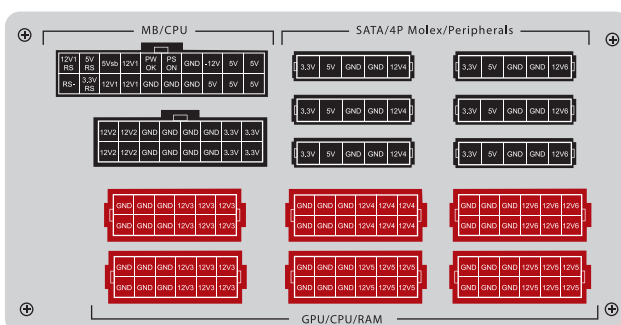 MB/CPU
SATA/4P Molex/Peripherals
12V1 RS 5V RS 5Vsb 12V1 PW OK PS ON GND -12V 5V 5V
RS- 3,3V RS 12V1 12V1 GND GND GND 5V 5V 5V
12V2 12V2 GND GND GND GND 3,3V 3,3V
12V2 12V2 GND GND GND GND 3,3V 3,3V
3,3V 5V GND GND 12V4
3,3V 5V GND GND 12V6
3,3V 5V GND GND 12V4
3,3V 5V GND GND 12V6
3,3V 5V GND GND 12V4
3,3V 5V GND GND 12V6
GND GND GND 12V3 12V3 12V3
GND GND GND 12V3 12V3 12V3
GND GND GND 12V4 12V4 12V4
GND GND GND 12V4 12V4 12V4
GND GND GND 12V6 12V6 12V6
GND GND GND 12V6 12V6 12V6
GND GND GND 12V3 12V3 12V3
GND GND GND 12V3 12V3 12V3
GND GND GND 12V5 12V5 12V5
GND GND GND 12V5 12V5 12V5
GND GND GND 12V5 12V5 12V5
GND GND GND 12V5 12V5 12V5
GPU/CPU/RAM